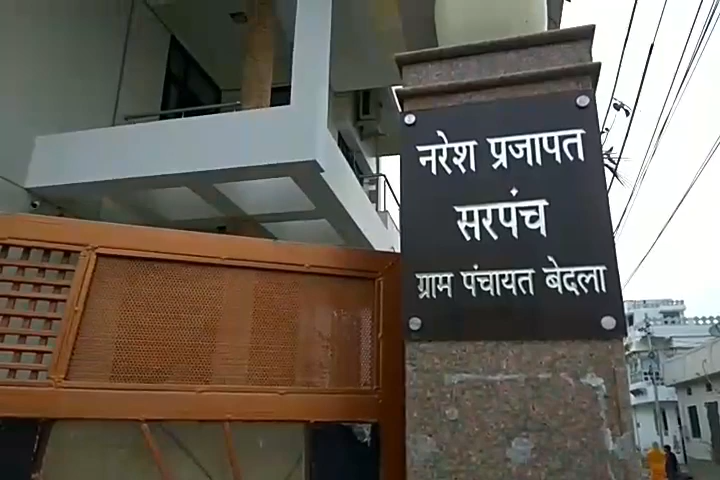 नरेश प्रजापत
सरपंच
ग्राम पंचायत बेदला